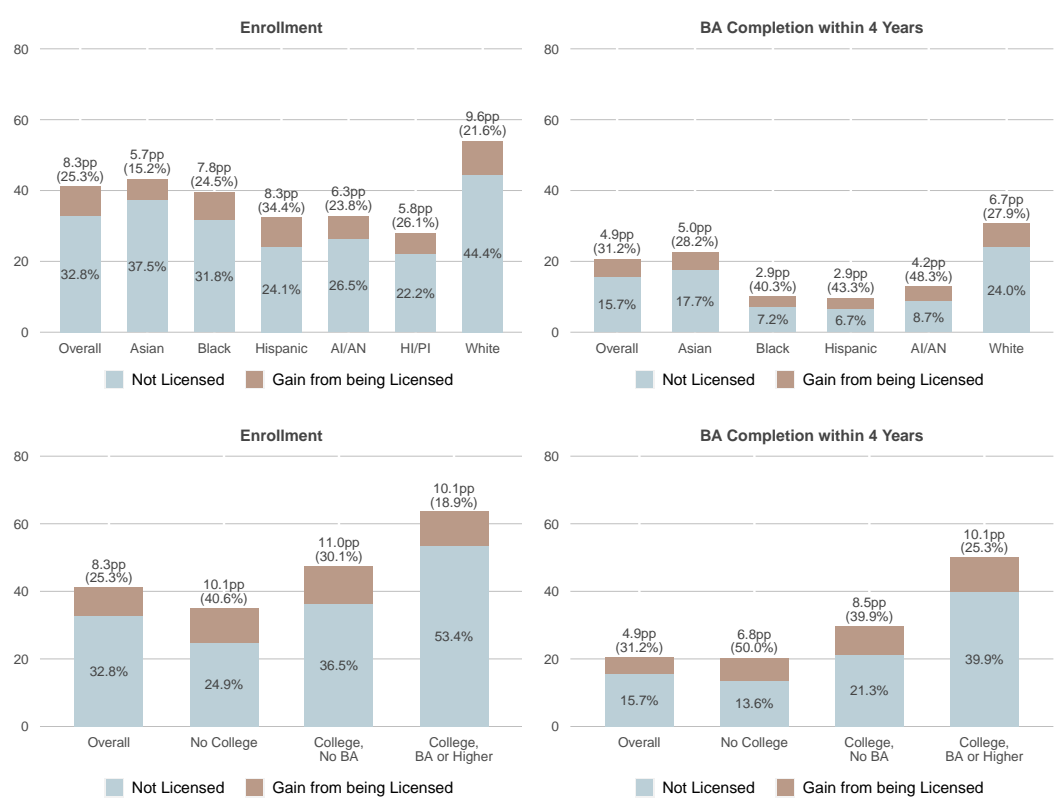 Enrollment
80
60
40
20
0
8.3pp
(25.3%)
5.7pp
(15.2%)
7.8pp
(24.5%)
8.3pp
(34.4%)
6.3pp
(23.8%)
5.8pp
(26.1%)
9.6pp
(21.6%)
32.8%
37.5%
31.8%
24.1%
26.5%
22.2%
44.4%
Overall
Asian
Black
Hispanic
AI/AN
HI/PI
White
Not Licensed
Gain from being Licensed
BA Completion within 4 Years
80
60
40
20
0
4.9pp
(31.2%)
5.0pp
(28.2%)
2.9pp
(40.3%)
2.9pp
(43.3%)
4.2pp
(48.3%)
6.7pp
(27.9%)
15.7%
17.7%
7.2%
6.7%
8.7%
24.0%
Overall
Asian
Black
Hispanic
AI/AN
White
Not Licensed
Gain from being Licensed
Enrollment
80
60
40
20
0
8.3pp
(25.3%)
10.1pp
(40.6%)
11.0pp
(30.1%)
10.1pp
(18.9%)
32.8%
24.9%
36.5%
53.4%
Overall
No College
College,
No BA
College,
BA or Higher
Not Licensed
Gain from being Licensed
BA Completion within 4 Years
80
60
40
20
0
4.9pp
(31.2%)
6.8pp
(50.0%)
8.5pp
(39.9%)
10.1pp
(25.3%)
15.7%
13.6%
21.3%
39.9%
Overall
No College
College,
No BA
College,
BA or Higher
Not Licensed
Gain from being Licensed